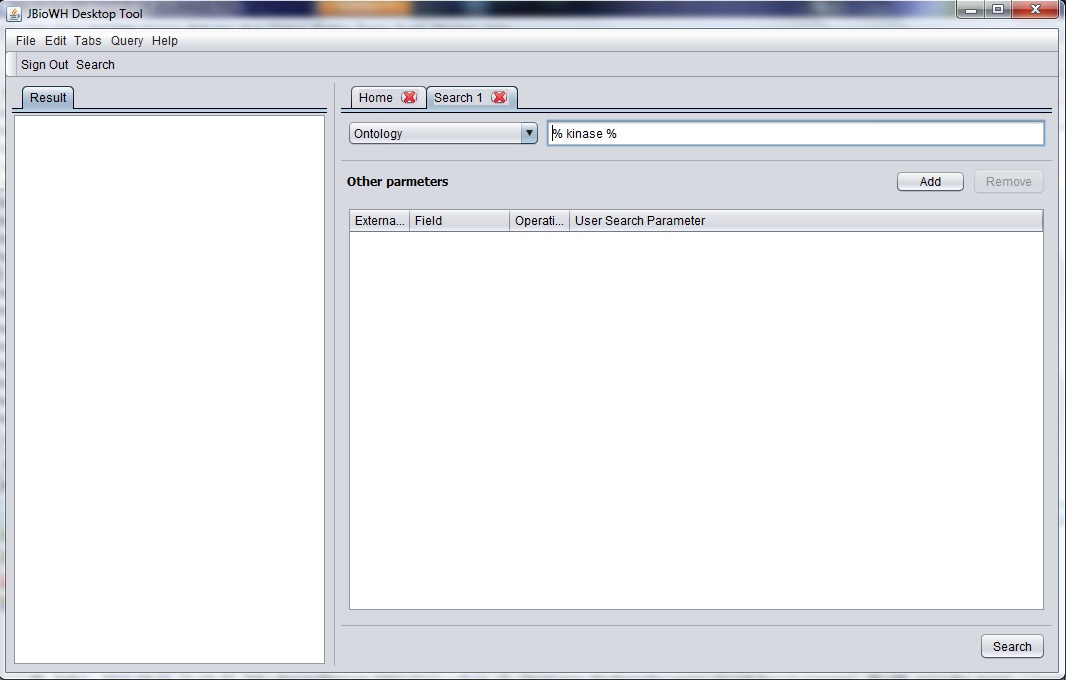 JBioWH Desktop Tool
File Edit Tabs Query Help
Sign Out Search
Result
Home Search 1
Ontology % kinase %
Other parmeters Add Remove
Externa... Field Operati... User Search Parameter
Search